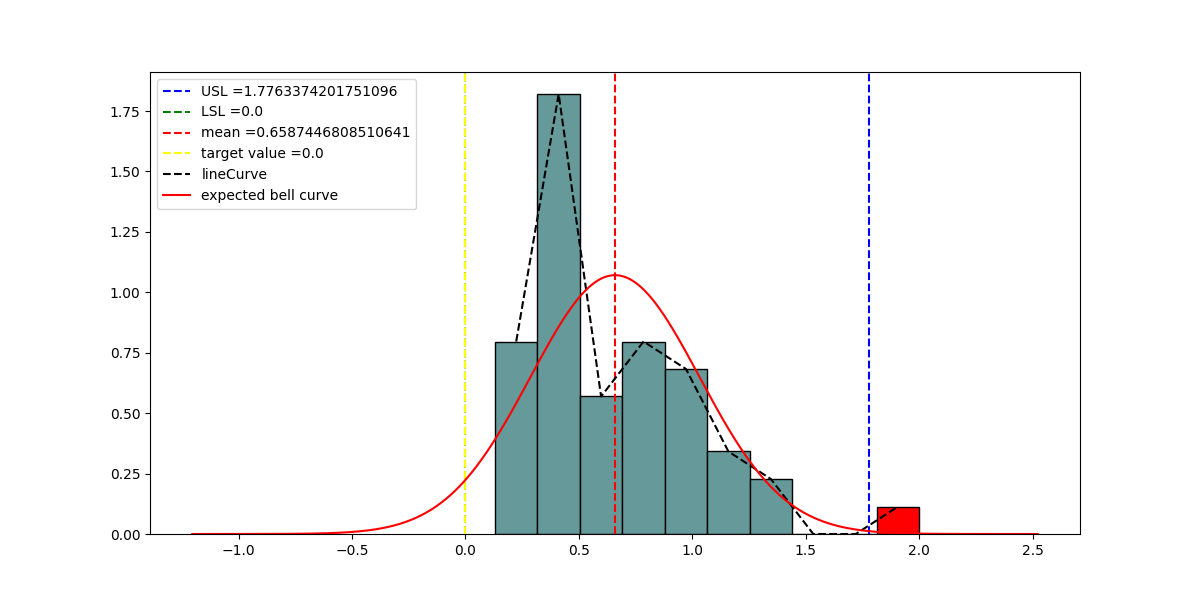 USL =1.7763374201751096
LSL =0.0
mean =0.6587446808510641
target value =0.0
lineCurve
expected bell curve
1.75
1.50
1.25
1.00
0.75
0.50
0.25
0.00
−1.0 −0.5 0.0 0.5 1.0 1.5 2.0 2.5